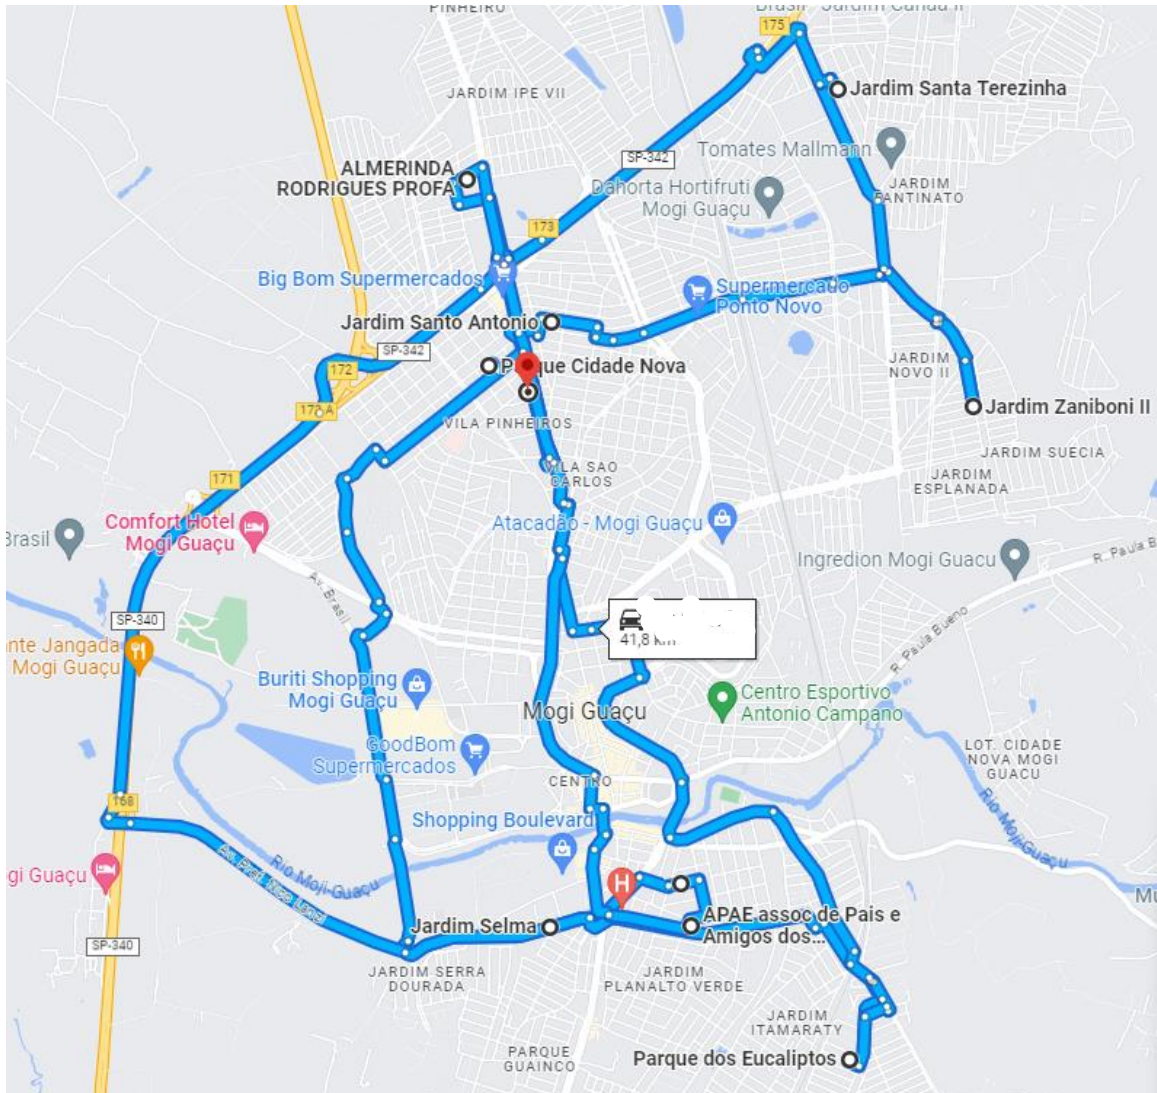 PINHEIRO
175
JARDIM IPE VII
Jardim Santa Terezinha
SP-342
Tomates Mallmann
ALMERINDA
RODRIGUES PROFA
Dahorta Hortifruti
Mogi Guaçu
JARDIM
FANTINATO
173
Big Bom Supermercados
Supermercado
Ponto Novo
Jardim Santo Antonio
SP-342
172
Parque Cidade Nova
JARDIM
NOVO II
Jardim Zaniboni II
VILA PINHEIROS
JARDIM SUECIA
VILA SAO
CARLOS
JARDIM
ESPLANADA
171
Comfort Hotel
Mogi Guaçu
Atacadão - Mogi Guaçu
Brasil
Ingredion Mogi Guacu
R. Paula B
Av. Brasil
SP-340
41,8 km
R. Paula Bueno
nte Jangada
Mogi Guaçu
Buriti Shopping
Mogi Guaçu
Centro Esportivo
Antonio Campano
Mogi Guaçu
GoodBom
Supermercados
LOT. CIDADE
NOVA MOGI
GUACU
CENTRO
168
Shopping Boulevard
Rio Moji-Guaçu
Rio Moji-Guaçu
gi Guaçu
H
Jardim Selma
APAE assoc de Pais e
Amigos dos...
SP-340
JARDIM SERRA
DOURADA
JARDIM
PLANALTO VERDE
JARDIM
ITAMARATY
PARQUE
GUAINCO
Parque dos Eucaliptos